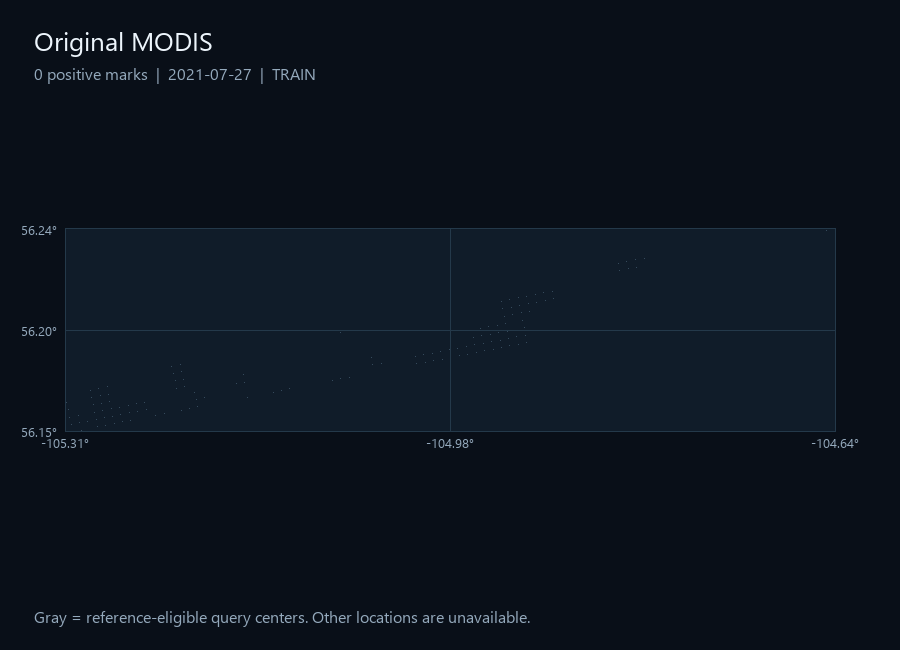 Original MODIS
0 positive marks | 2021-07-27 | TRAIN
56.24°
56.20°
56.15°
-105.31°
-104.98°
-104.64°
Gray = reference-eligible query centers. Other locations are unavailable.